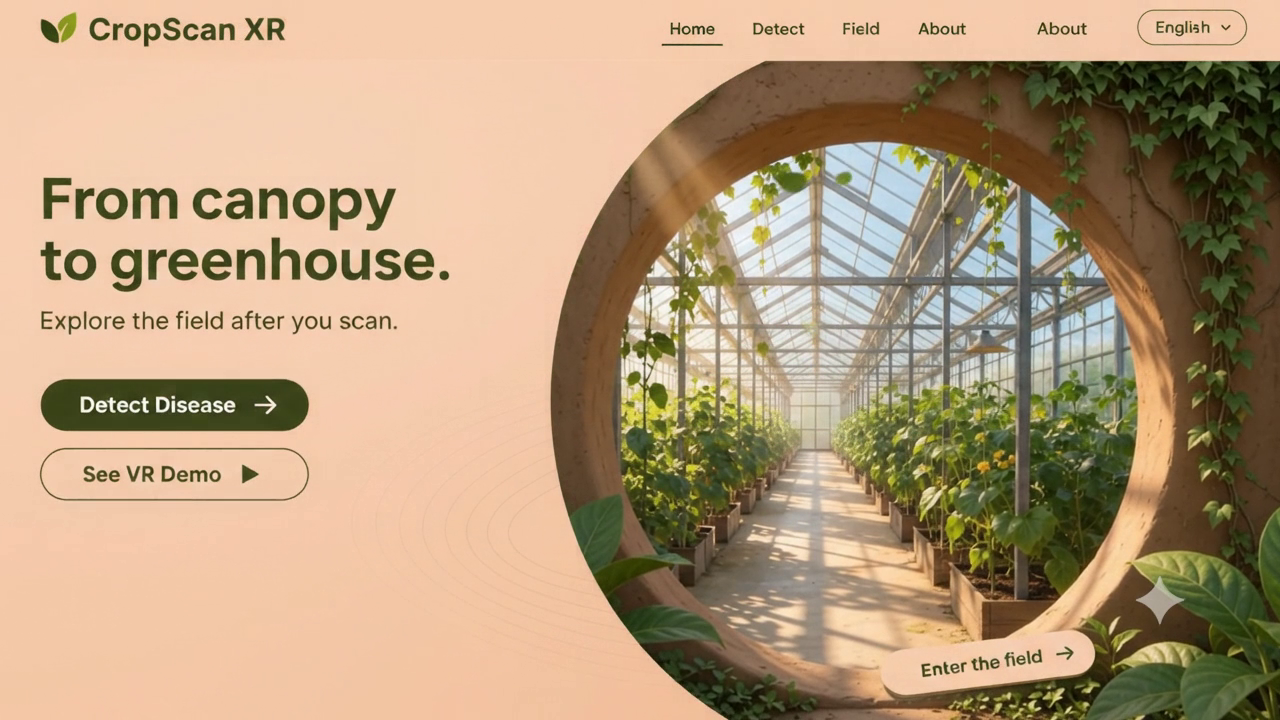 CropScan XR
Home
Detect
Field
About
About
English
From canopy
to greenhouse.
Explore the field after you scan.
Detect Disease →
See VR Demo ▶
Enter the field →